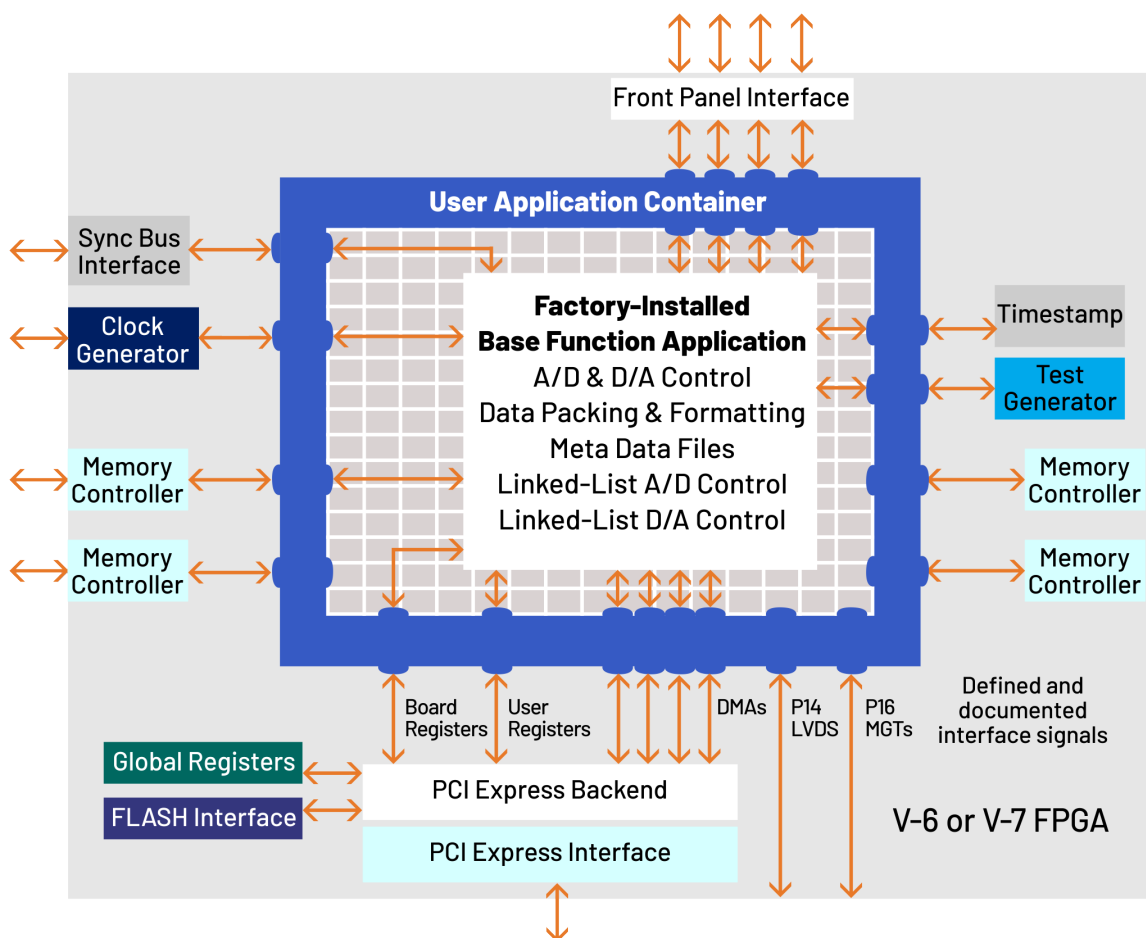 Front Panel Interface
User Application Container
Sync Bus
Interface
Clock
Generator
Memory
Controller
Memory
Controller
Factory-Installed
Base Function Application
A/D & D/A Control
Data Packing & Formatting
Meta Data Files
Linked-List A/D Control
Linked-List D/A Control
Timestamp
Test
Generator
Memory
Controller
Memory
Controller
Board
Registers
User
Registers
DMAs
P14
LVDS
P16
MGTs
Defined and
documented
interface signals
Global Registers
FLASH Interface
PCI Express Backend
PCI Express Interface
V-6 or V-7 FPGA